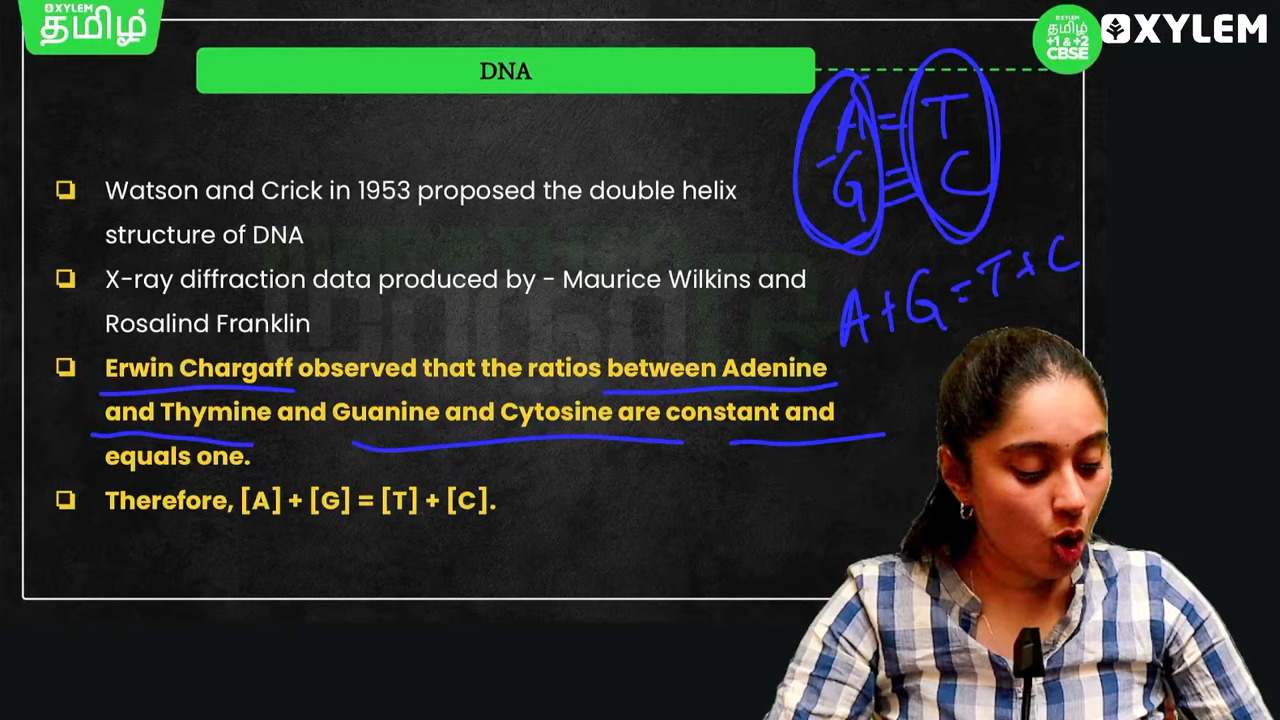 XYLEM
தமிழ்
XYLEM
தமிழ்
+1 & +2
CBSE
XYLEM
DNA
A = T
G ≡ C
A + G = T + C
❏ Watson and Crick in 1953 proposed the double helix
structure of DNA
❏ X-ray diffraction data produced by - Maurice Wilkins and
Rosalind Franklin
❏ Erwin Chargaff observed that the ratios between Adenine
and Thymine and Guanine and Cytosine are constant and
equals one.
❏ Therefore, [A] + [G] = [T] + [C].